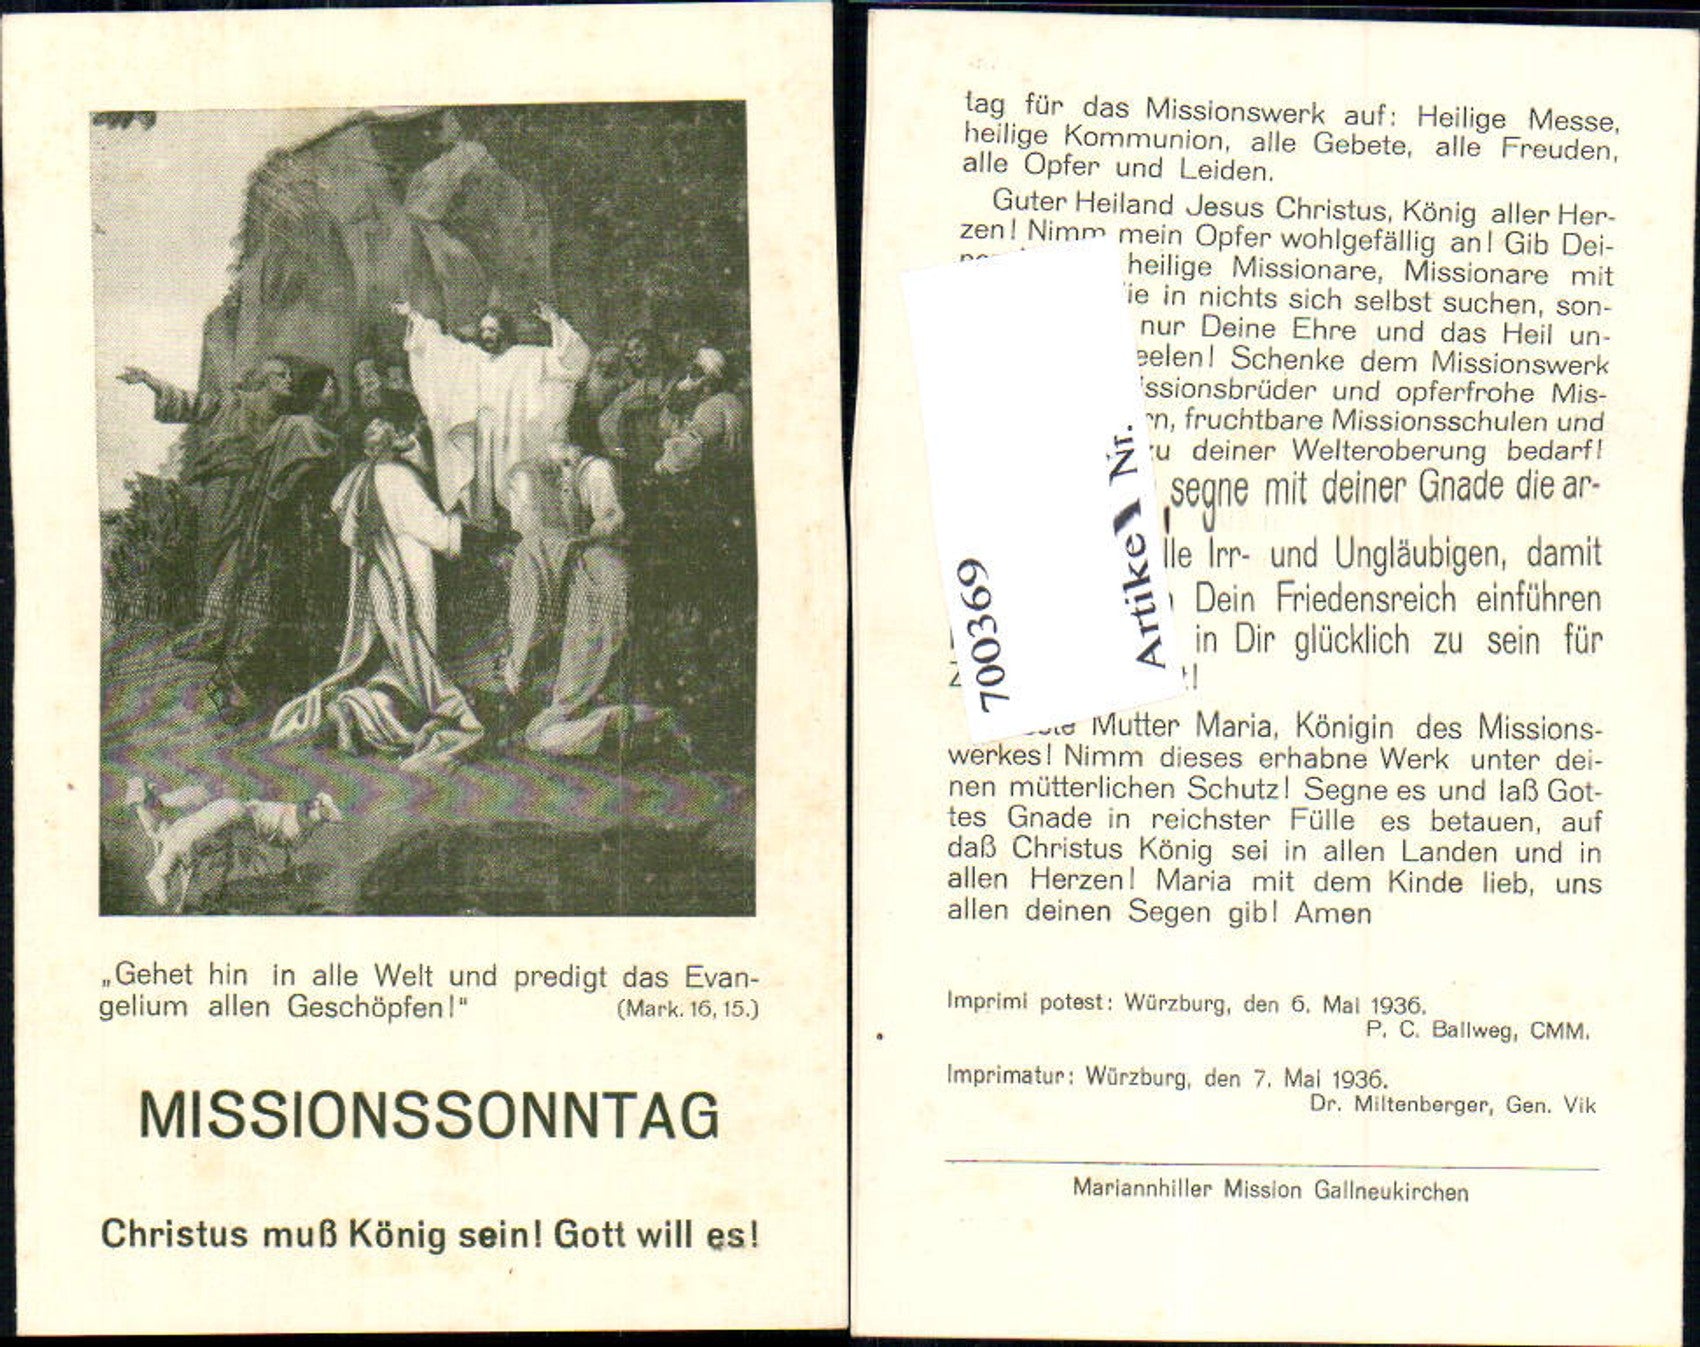 „Gehet hin in alle Welt und predigt das Evan-
gelium allen Geschöpfen!“ (Mark. 16, 15.)
MISSIONSSONNTAG
Christus muß König sein! Gott will es!
tag für das Missionswerk auf: Heilige Messe,
heilige Kommunion, alle Gebete, alle Freuden,
alle Opfer und Leiden.
Guter Heiland Jesus Christus, König aller Her-
zen! Nimm mein Opfer wohlgefällig an! Gib Dei-
heilige Missionare, Missionare mit
ie in nichts sich selbst suchen, son-
nur Deine Ehre und das Heil un-
eelen! Schenke dem Missionswerk
issionsbrüder und opferfrohe Mis-
rn, fruchtbare Missionsschulen und
zu deiner Welteroberung bedarf!
segne mit deiner Gnade die ar-
lle Irr- und Ungläubigen, damit
Dein Friedensreich einführen
in Dir glücklich zu sein für
t!
Mutter Maria, Königin des Missions-
werkes! Nimm dieses erhabne Werk unter dei-
nen mütterlichen Schutz! Segne es und laß Got-
tes Gnade in reichster Fülle es betauen, auf
daß Christus König sei in allen Landen und in
allen Herzen! Maria mit dem Kinde lieb, uns
allen deinen Segen gib! Amen
Imprimi potest: Würzburg, den 6. Mai 1936.
P. C. Ballweg, CMM.
Imprimatur: Würzburg, den 7. Mai 1936.
Dr. Miltenberger, Gen. Vik
Mariannhiller Mission Gallneukirchen
700369
Artikel Nr.